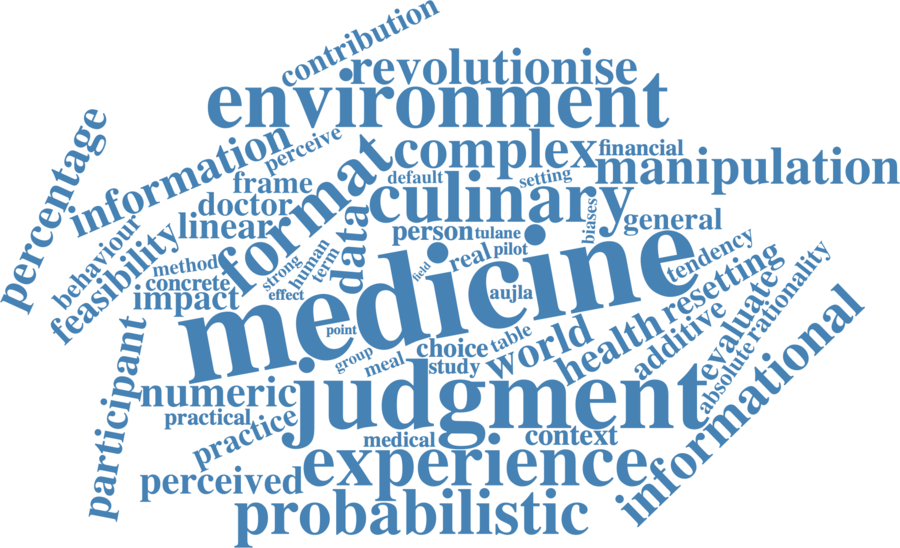 contribution
revolutionise
environment
percentage
information
perceive
format
complex
financial
manipulation
frame
default
setting
doctor
culinary
biases
general
linear
data
person
tulane
behaviour
feasibility
human
term
real
pilot
tendency
method
strong
field
medicine
concrete
effect
aujla
resetting
rationality
impact
point
table
world
health
additive
evaluate
absolute
informational
participant
group
meal
choice
study
numeric
judgment
practical
practice
medical
context
perceived
experience
probabilistic